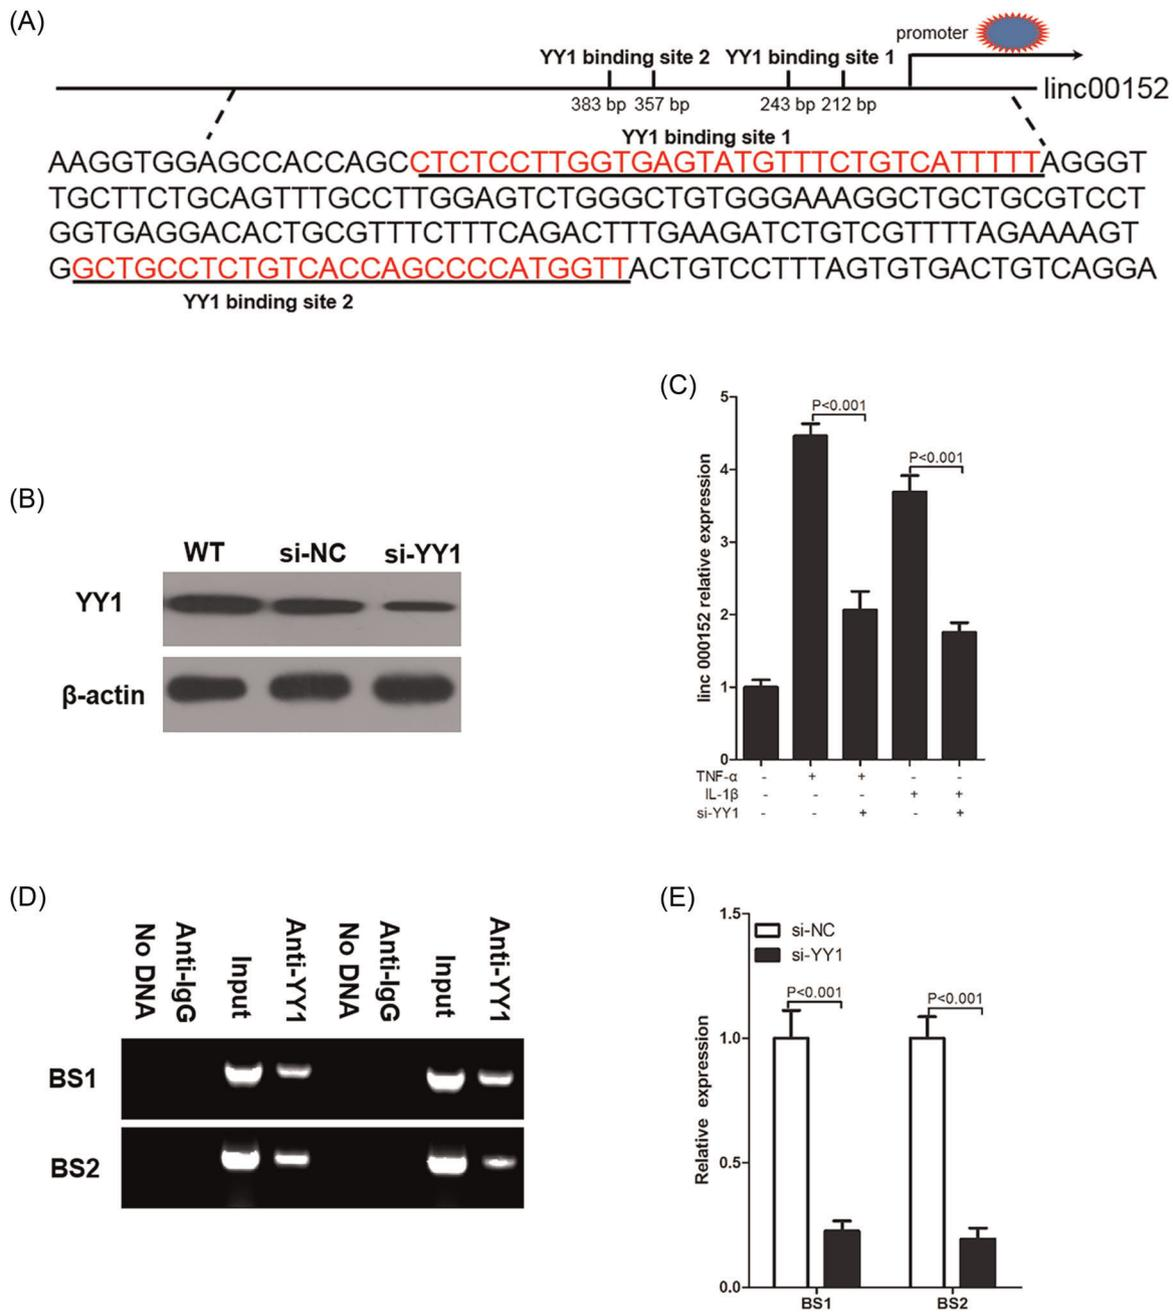 (A)
promoter
YY1 binding site 2 YY1 binding site 1
linc00152
383 bp 357 bp 243 bp 212 bp
YY1 binding site 1
AAGGTGGAGCCACCAGCCTCTCCTTGGTGAGTATGTTTCTGTCATTTTTAGGGT
TGCTTCTGCAGTTTGCCTTGGAGTCTGGGCTGTGGGAAAGGCTGCTGCGTCCT
GGTGAGGACACTGCGTTTCTTTCAGACTTTGAAGATCTGTCGTTTTAGAAAAGT
GGCTGCCTCTGTCACCAGCCCCATGGTTACTGTCCTTTAGTGTGACTGTCAGGA
YY1 binding site 2
(B)
WT si-NC si-YY1
YY1
β-actin
(C)
linc 000152 relative expression
5
4
3
2
1
0
P<0.001
P<0.001
TNF-α - + + - -
IL-1β - - - + +
si-YY1 - - + - +
(D)
No DNA
Anti-IgG
Input
Anti-YY1
No DNA
Anti-IgG
Input
Anti-YY1
BS1
BS2
(E)
Relative expression
1.5
1.0
0.5
0.0
si-NC
si-YY1
P<0.001
P<0.001
BS1 BS2